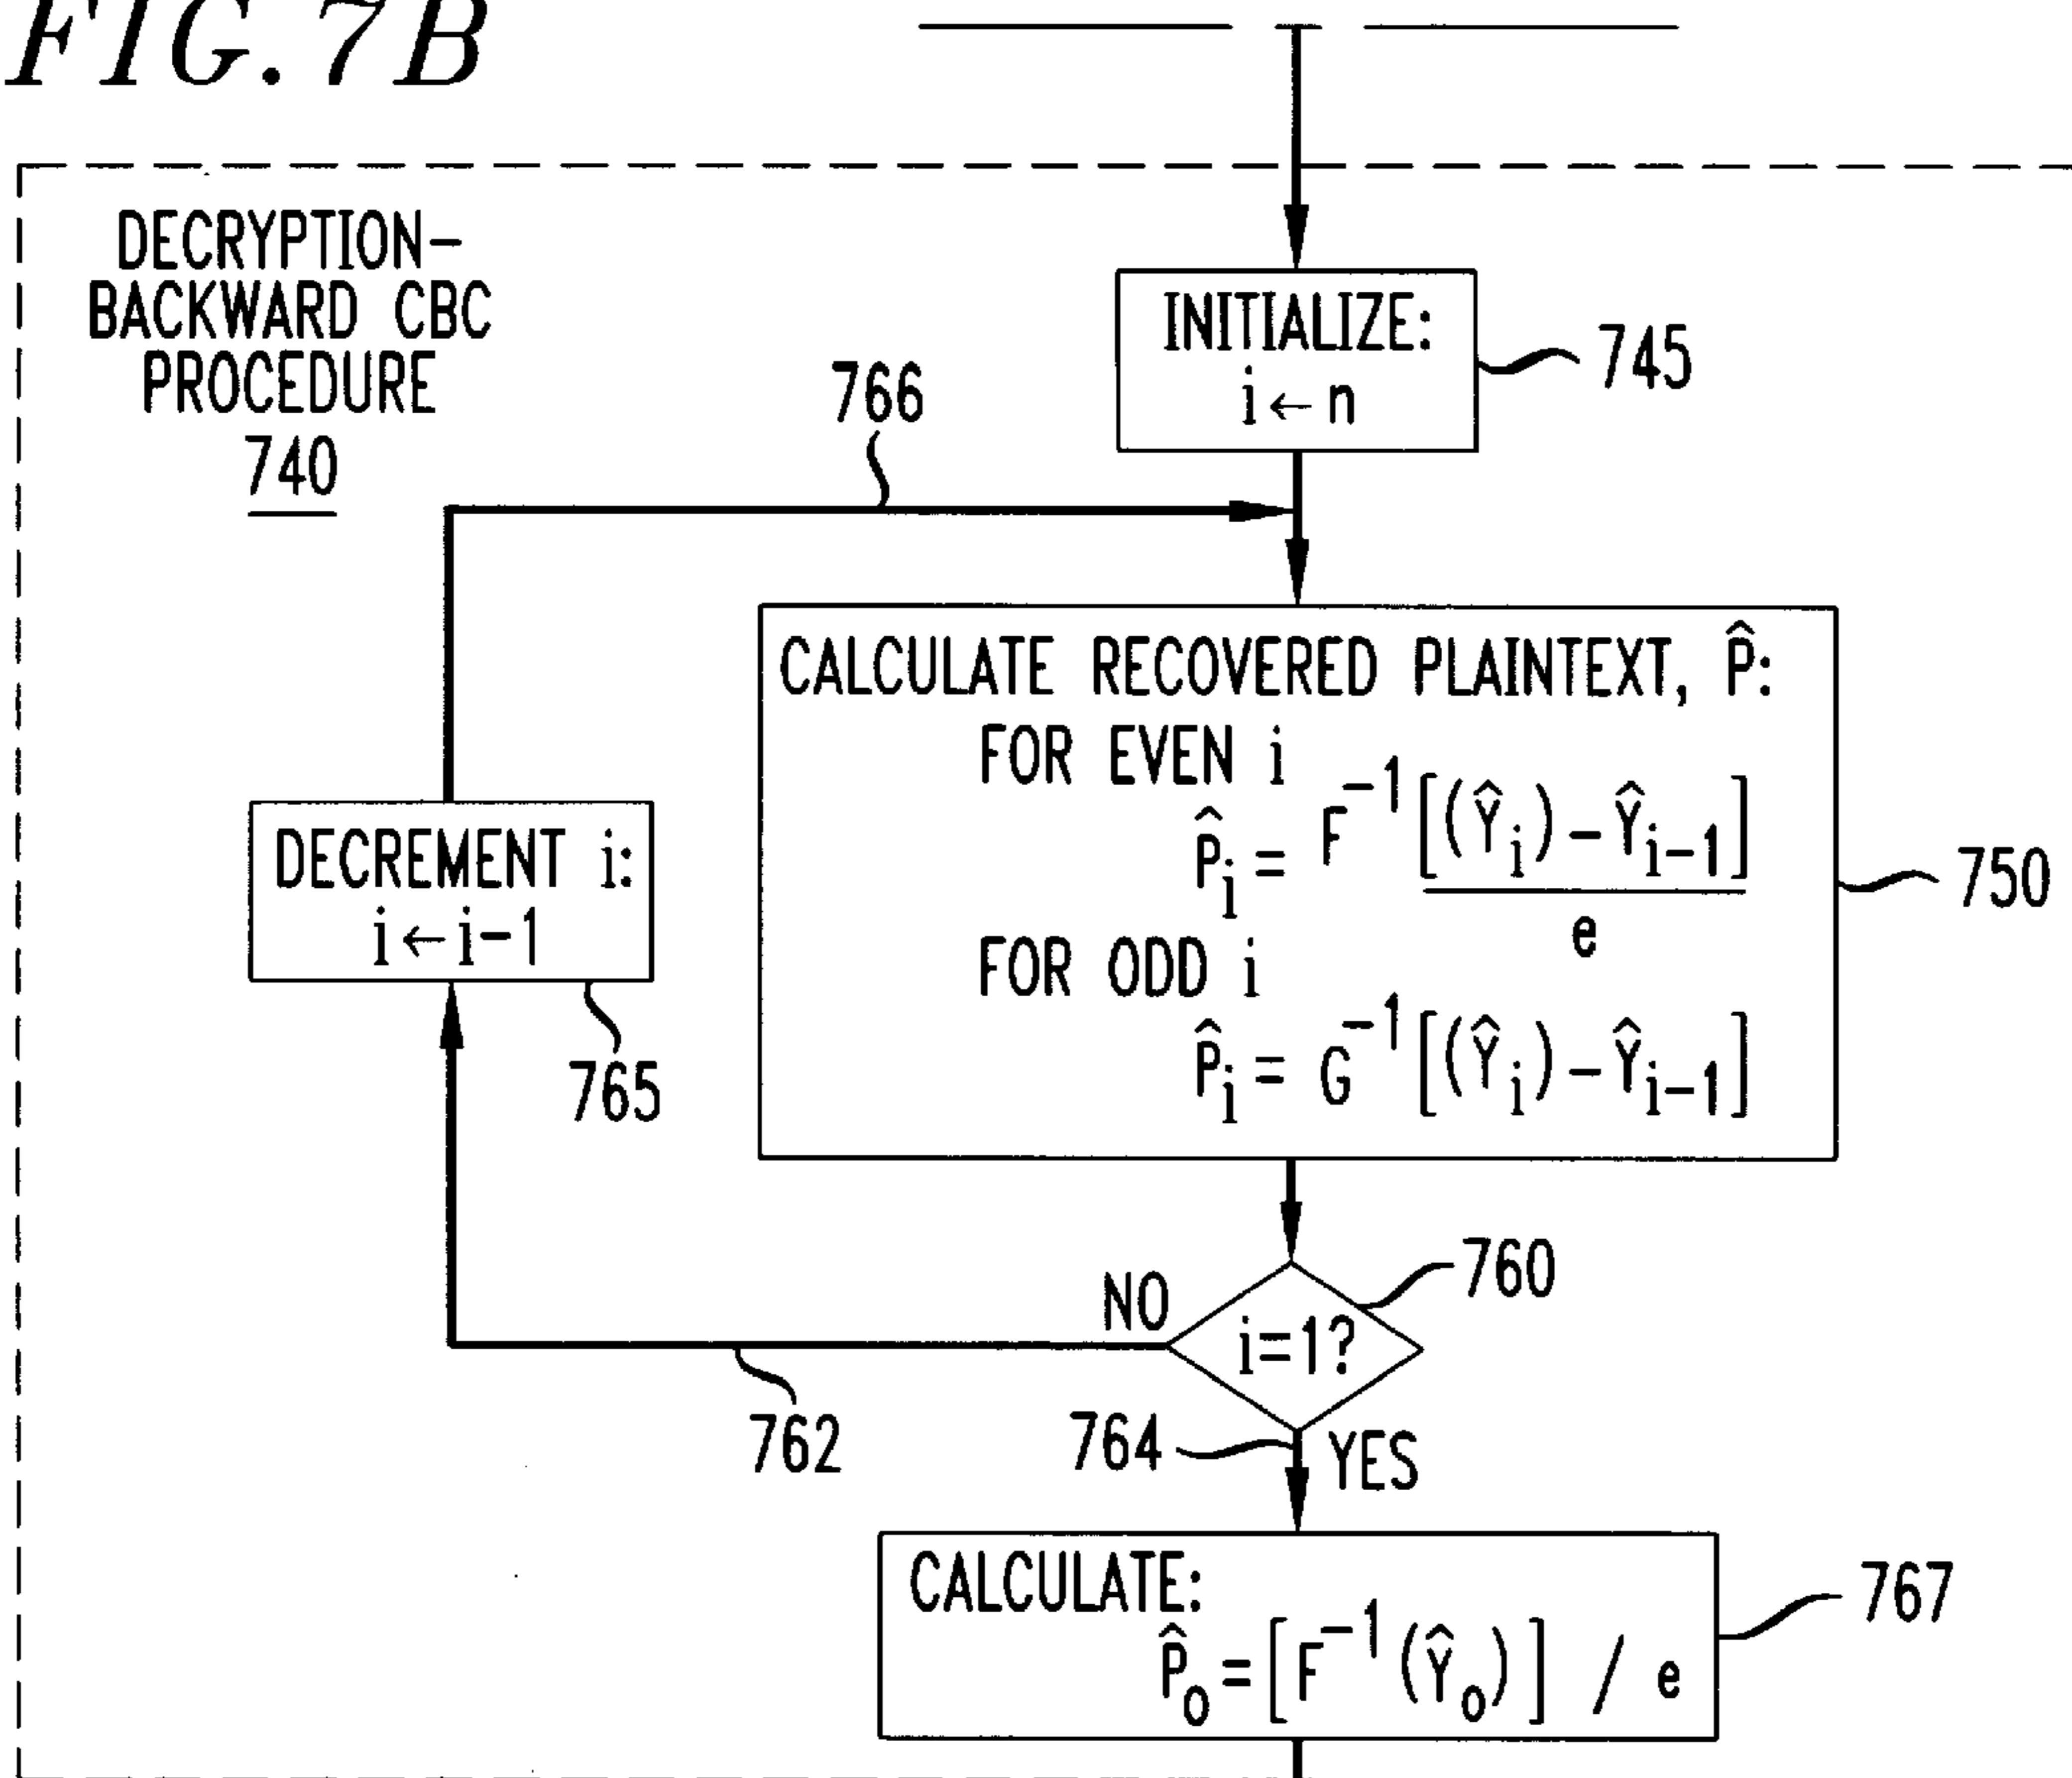 FIG. 7B
DECRYPTION-
BACKWARD CBC
PROCEDURE
740
INITIALIZE:
i ← n
745
766
CALCULATE RECOVERED PLAINTEXT, P̂:
FOR EVEN i
P̂i = F^-1 [(Ŷi) – Ŷi–1]
e
FOR ODD i
P̂i = G^-1 [(Ŷi) – Ŷi–1]
750
DECREMENT i:
i ← i–1
765
760
NO
i=1?
762
764
YES
CALCULATE:
P̂o = [F^-1 (Ŷo)] / e
767